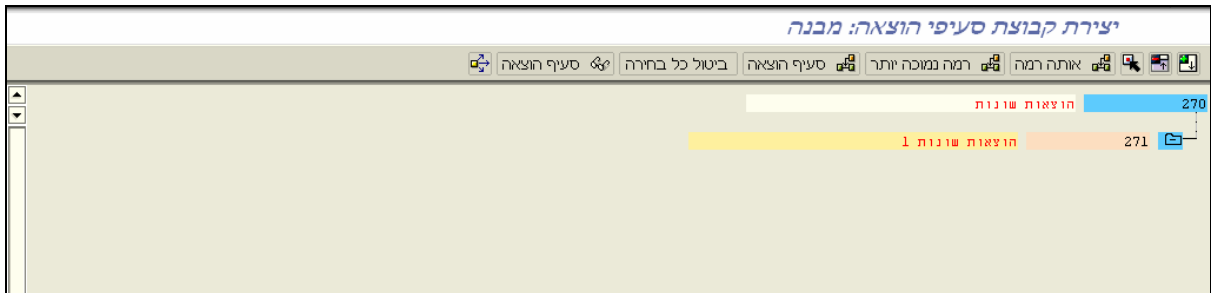 יצירת קבוצת סעיפי הוצאה: מבנה
אותה רמה רמה נמוכה יותר סעיף הוצאה ביטול כל בחירה סעיף הוצאה
270 הוצאות שונות
271 הוצאות שונות 1